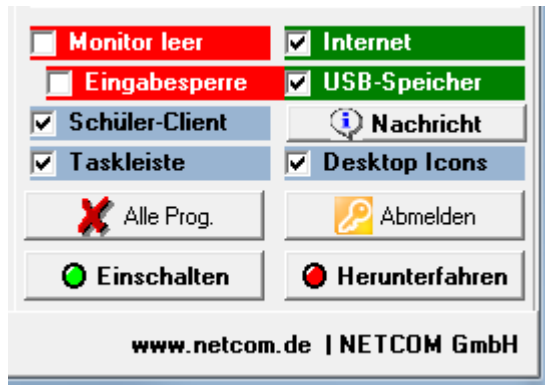 Monitor leer Internet
Eingabesperre USB-Speicher
Schüler-Client Nachricht
Taskleiste Desktop Icons
Alle Prog. Abmelden
Einschalten Herunterfahren
www.netcom.de | NETCOM GmbH